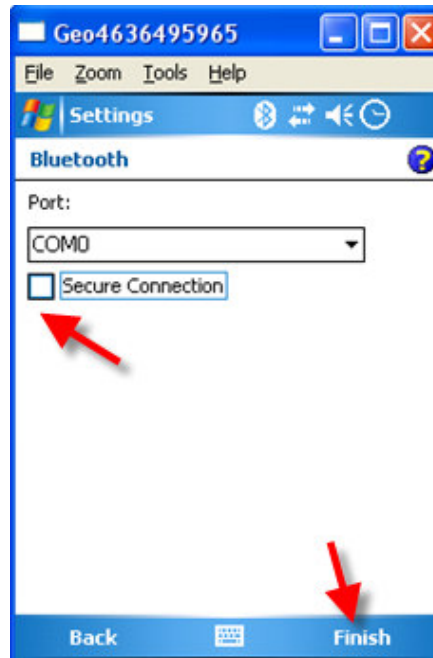 Geo4636495965
File Zoom Tools Help
Settings
Bluetooth
Port:
COM0
Secure Connection
Back Finish